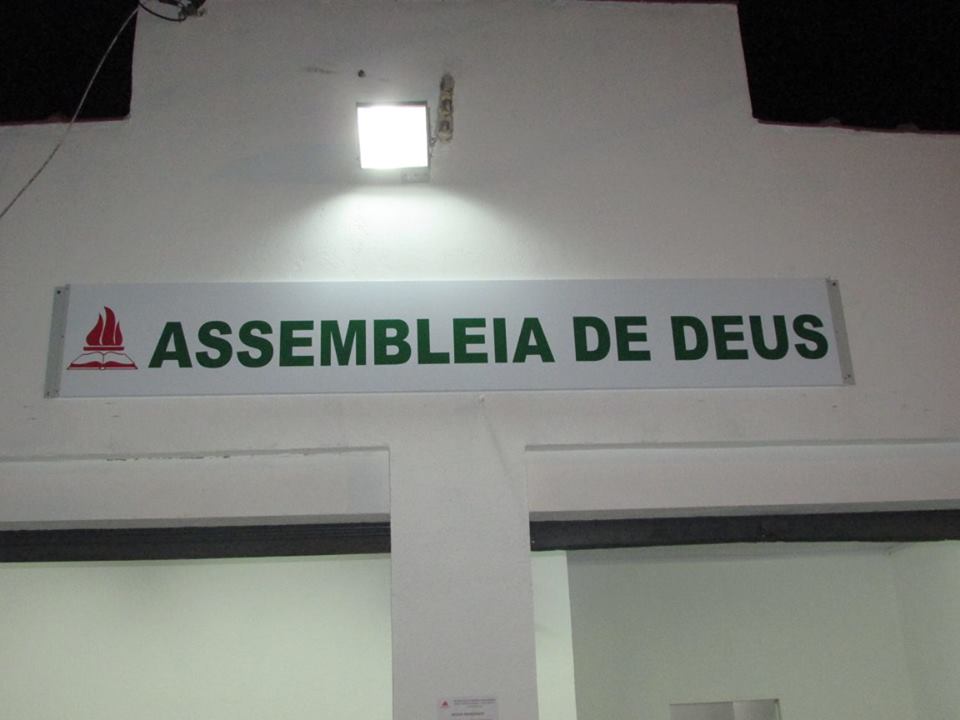 ASSEMBLEIA DE DEUS